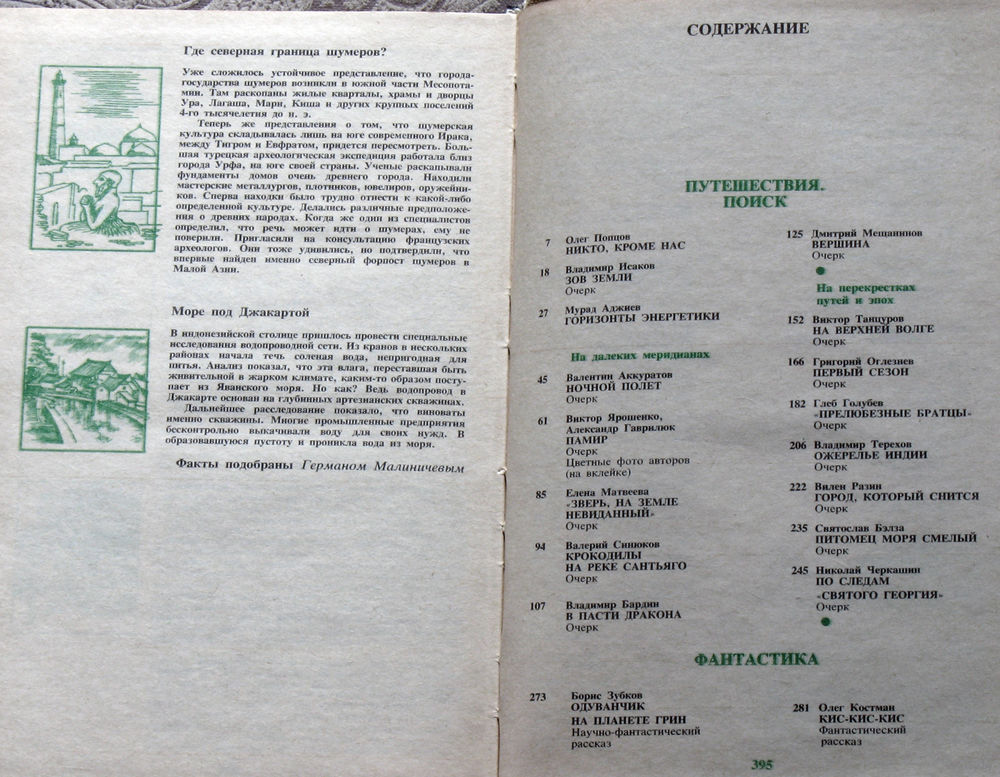 Где северная граница шумеров?
Уже сложилось устойчивое представление, что города-
государства шумеров возникли в южной части Месопота-
мии. Там раскопаны жилые кварталы, храмы и дворцы
Ура, Лагаша, Мари, Киша и других крупных поселений
4-го тысячелетия до н. э.
Теперь же представления о том, что шумерская
культура складывалась лишь на юге современного Ирака,
между Тигром и Евфратом, придется пересмотреть. Боль-
шая турецкая археологическая экспедиция работала близ
города Урфа, на юге своей страны. Ученые раскапывали
фундаменты домов очень древнего города. Находили
мастерские металлургов, плотников, ювелиров, оружейни-
ков. Сперва находки было трудно отнести к какой-либо
определенной культуре. Делались различные предположе-
ния о древних народах. Когда же один из специалистов
определил, что речь может идти о шумерах, ему не
поверили. Пригласили на консультацию французских
археологов. Они тоже удивились, но подтвердили, что
впервые найден именно северный форпост шумеров в
Малой Азии.
Море под Джакартой
В индонезийской столице пришлось провести специальные
исследования водопроводной сети. Из кранов в нескольких
районах начала течь соленая вода, непригодная для
питья. Анализ показал, что эта влага, переставшая быть
живительной в жарком климате, каким-то образом посту-
пает из Яванского моря. Но как? Ведь водопровод в
Джакарте основан на глубинных артезианских скважинах.
Дальнейшее расследование показало, что виноваты
именно скважины. Многие промышленные предприятия
бесконтрольно выкачивали воду для своих нужд. В
образовавшуюся пустоту и проникла вода из моря.
Факты подобраны Германом Малиничевым
СОДЕРЖАНИЕ
ПУТЕШЕСТВИЯ.
ПОИСК
7 Олег Попцов
НИКТО, КРОМЕ НАС
18 Владимир Исаков
ЗОВ ЗЕМЛИ
Очерк
27 Мурад Аджиев
ГОРИЗОНТЫ ЭНЕРГЕТИКИ
На далеких меридианах
45 Валентин Аккуратов
НОЧНОЙ ПОЛЕТ
Очерк
61 Виктор Ярошенко,
Александр Гаврилюк
ПАМИР
Очерк
Цветные фото авторов
(на вклейке)
85 Елена Матвеева
«ЗВЕРЬ, НА ЗЕМЛЕ
НЕВИДАННЫЙ»
Очерк
94 Валерий Синюков
КРОКОДИЛЫ
НА РЕКЕ САНТЬЯГО
Очерк
107 Владимир Бардин
В ПАСТИ ДРАКОНА
Очерк
125 Дмитрий Мещанинов
ВЕРШИНА
Очерк
На перекрестках
путей и эпох
152 Виктор Танцуров
НА ВЕРХНЕЙ ВОЛГЕ
Очерк
166 Григорий Оглезнев
ПЕРВЫЙ СЕЗОН
Очерк
182 Глеб Голубев
«ПРЕЛЮБЕЗНЫЕ БРАТЦЫ»
Очерк
206 Владимир Терехов
ОЖЕРЕЛЬЕ ИНДИИ
Очерк
222 Вилен Разин
ГОРОД, КОТОРЫЙ СНИТСЯ
Очерк
235 Святослав Бэлза
ПИТОМЕЦ МОРЯ СМЕЛЫЙ
Очерк
245 Николай Черкашин
ПО СЛЕДАМ
«СВЯТОГО ГЕОРГИЯ»
Очерк
ФАНТАСТИКА
273 Борис Зубков
ОДУВАНЧИК
НА ПЛАНЕТЕ ГРИН
Научно-фантастический
рассказ
281 Олег Костман
КИС-КИС-КИС
Фантастический
рассказ
395